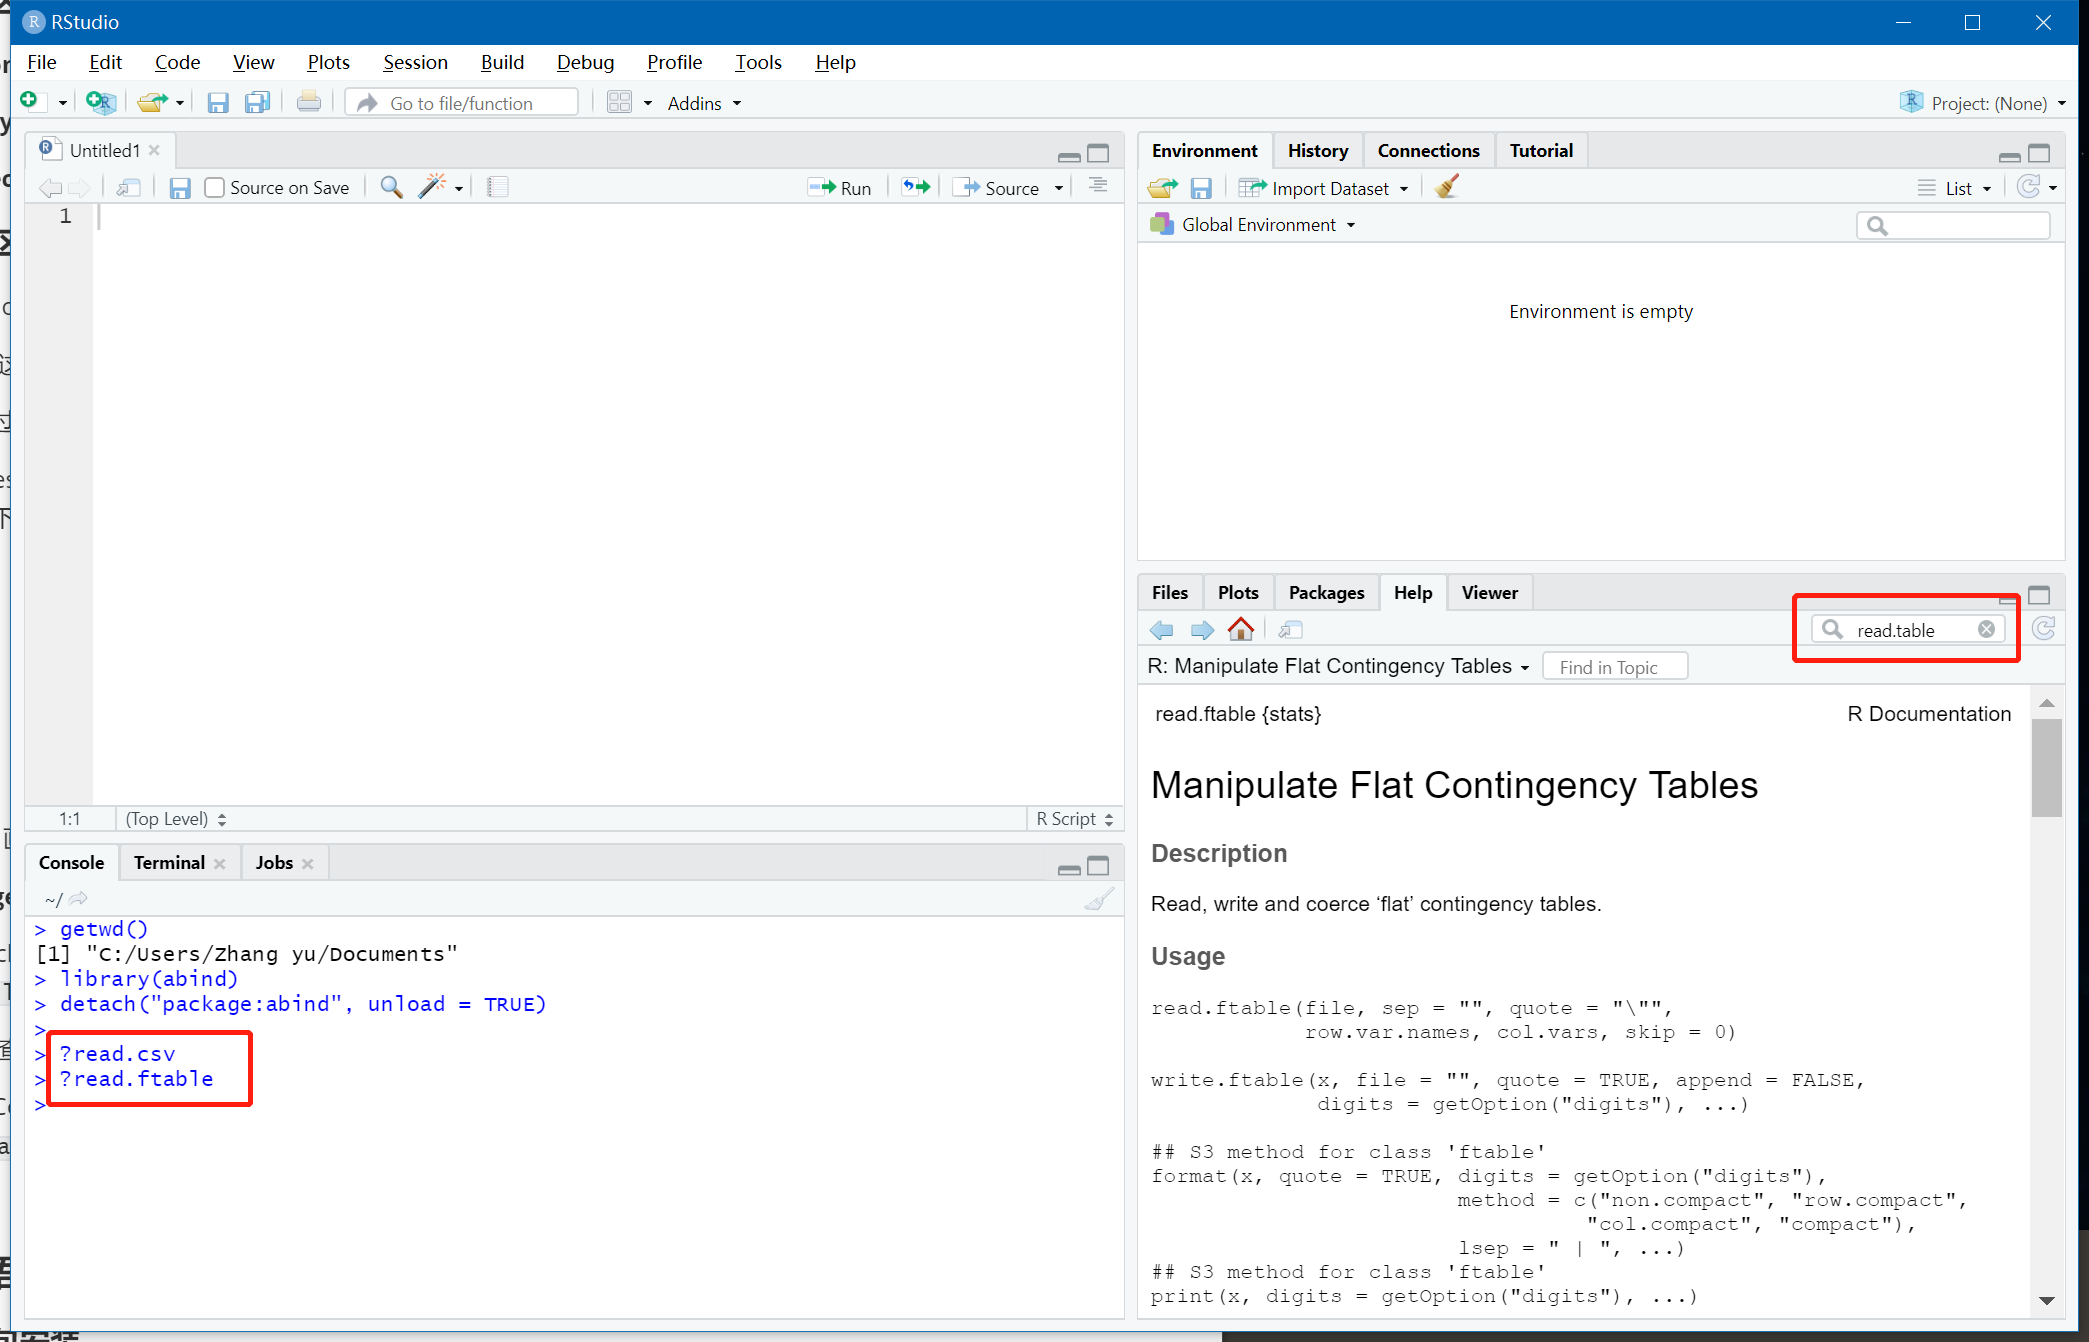 RStudio
File Edit Code View Plots Session Build Debug Profile Tools Help
Go to file/function Addins Project: (None)
Untitled1
Source on Save Run Source
1
1:1 (Top Level) R Script
Console Terminal Jobs
~/
> getwd()
[1] "C:/Users/Zhang yu/Documents"
> library(abind)
> detach("package:abind", unload = TRUE)
>
> ?read.csv
> ?read.ftable
>
Environment History Connections Tutorial
Import Dataset List
Global Environment
Environment is empty
Files Plots Packages Help Viewer
read.table
R: Manipulate Flat Contingency Tables Find in Topic
read.ftable {stats} R Documentation
Manipulate Flat Contingency Tables
Description
Read, write and coerce ‘flat’ contingency tables.
Usage
read.ftable(file, sep = "", quote = "\"",
row.var.names, col.vars, skip = 0)
write.ftable(x, file = "", quote = TRUE, append = FALSE,
digits = getOption("digits"), ...)
## S3 method for class 'ftable'
format(x, quote = TRUE, digits = getOption("digits"),
method = c("non.compact", "row.compact",
"col.compact", "compact"),
lsep = " | ", ...)
## S3 method for class 'ftable'
print(x, digits = getOption("digits"), ...)